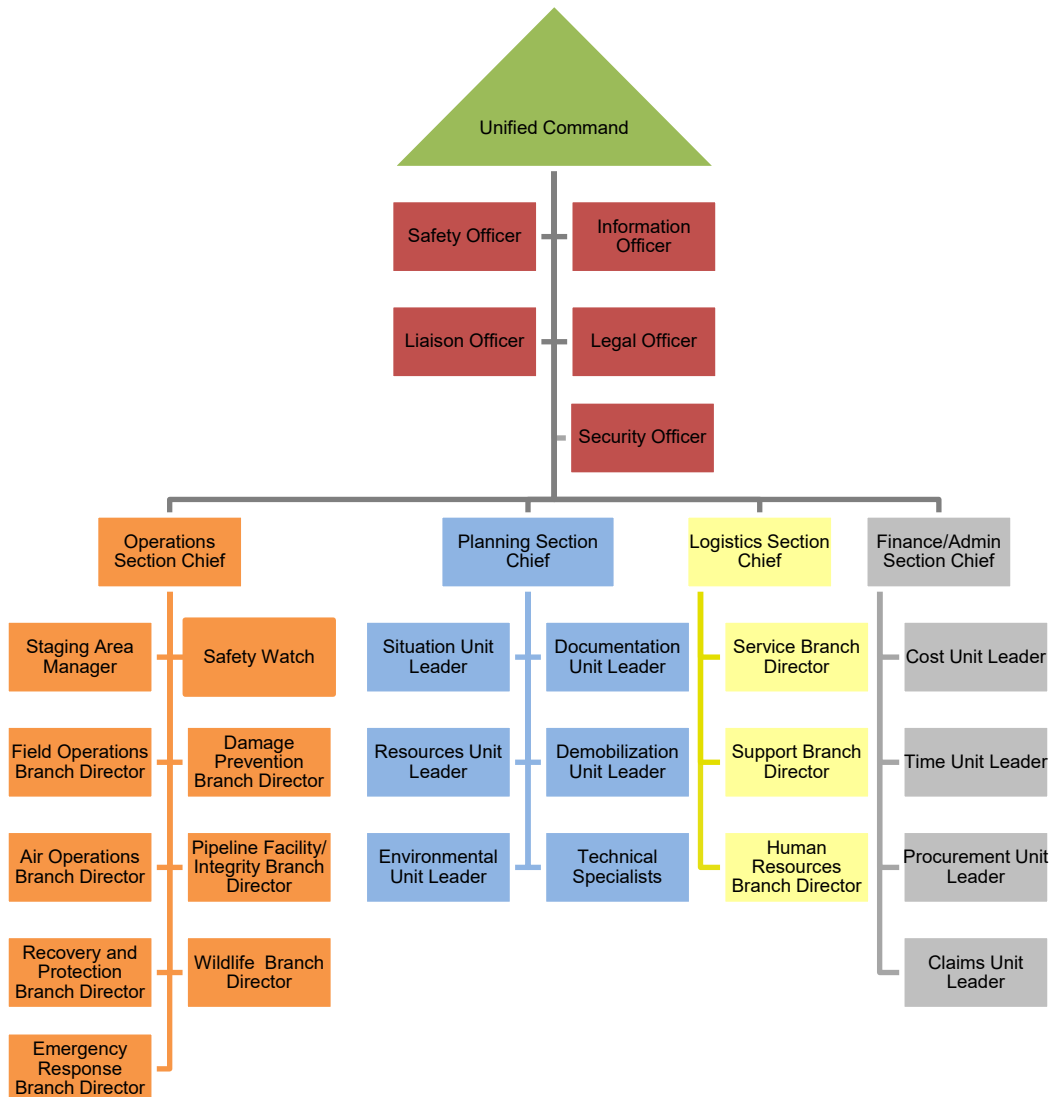 Unified Command
Safety Officer
Information
Officer
Liaison Officer
Legal Officer
Security Officer
Operations
Section Chief
Planning Section
Chief
Logistics Section
Chief
Finance/Admin
Section Chief
Staging Area
Manager
Safety Watch
Field Operations
Branch Director
Damage
Prevention
Branch Director
Air Operations
Branch Director
Pipeline Facility/
Integrity Branch
Director
Recovery and
Protection
Branch Director
Wildlife Branch
Director
Emergency
Response
Branch Director
Situation Unit
Leader
Documentation
Unit Leader
Resources Unit
Leader
Demobilization
Unit Leader
Environmental
Unit Leader
Technical
Specialists
Service Branch
Director
Support Branch
Director
Human
Resources
Branch Director
Cost Unit Leader
Time Unit Leader
Procurement Unit
Leader
Claims Unit
Leader